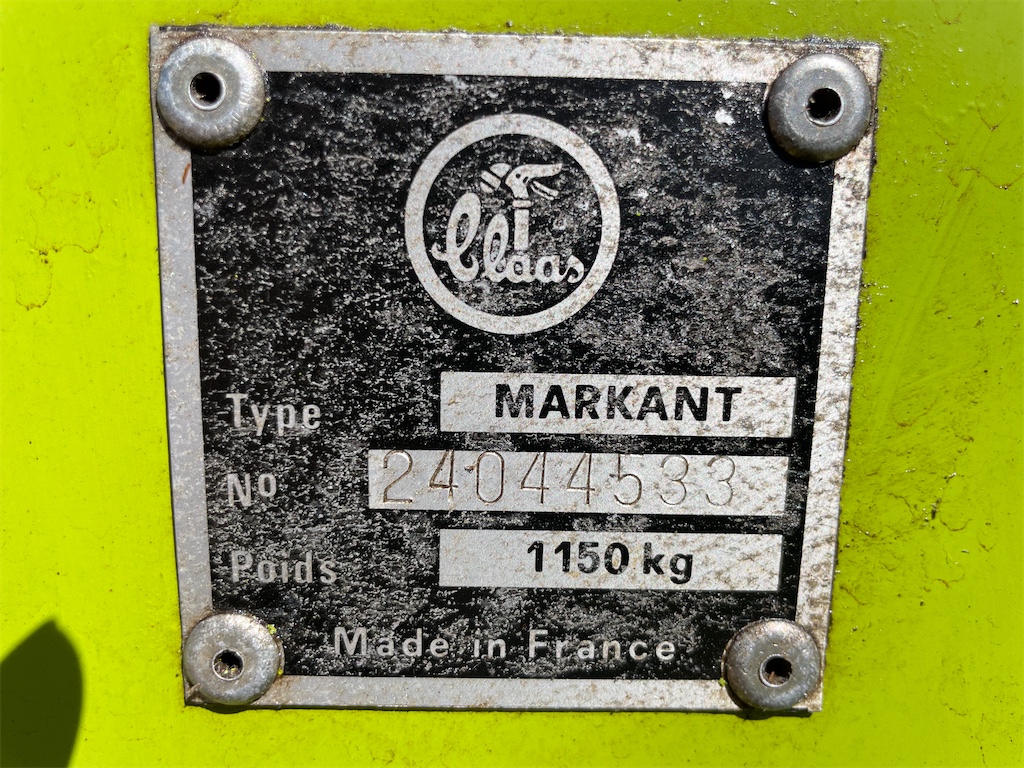 Claas
Type MARKANT
Nº 24044533
Poids 1150 kg
Made in France